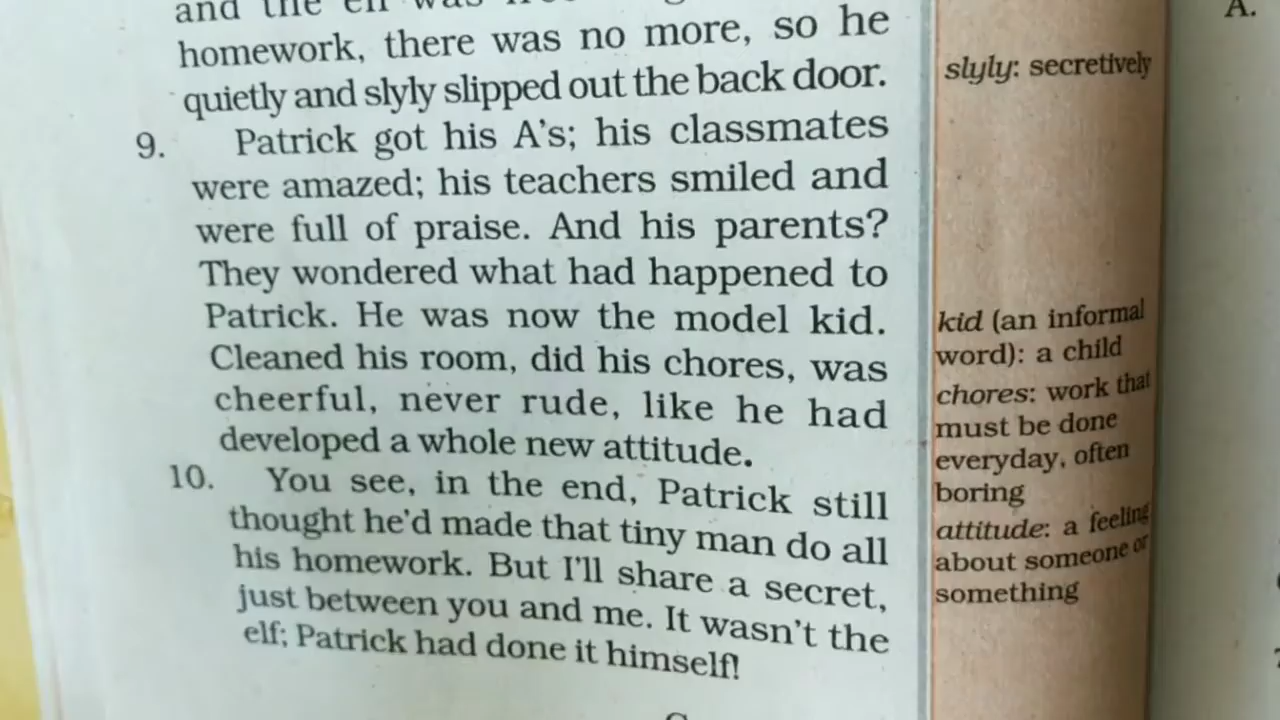 and the elf was
homework, there was no more, so he
quietly and slyly slipped out the back door.
9. Patrick got his A's; his classmates
were amazed; his teachers smiled and
were full of praise. And his parents?
They wondered what had happened to
Patrick. He was now the model kid.
Cleaned his room, did his chores, was
cheerful, never rude, like he had
developed a whole new attitude.
10. You see, in the end, Patrick still
thought he'd made that tiny man do all
his homework. But I'll share a secret,
just between you and me. It wasn't the
elf; Patrick had done it himself!
slyly: secretively
kid (an informal
word): a child
chores: work that
must be done
everyday, often
boring
attitude: a feeling
about someone or
something
A.